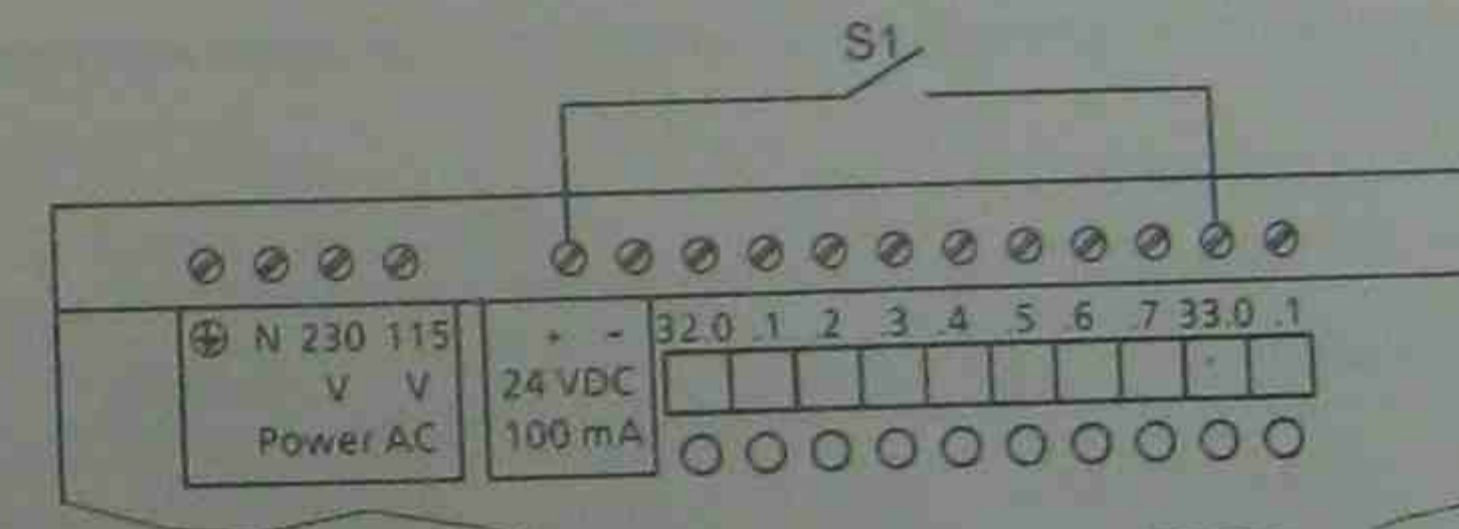 S1
N 230 115 + - 32.0 .1 .2 .3 .4 .5 .6 .7 33.0 .1
V V 24 VDC
Power AC 100 mA